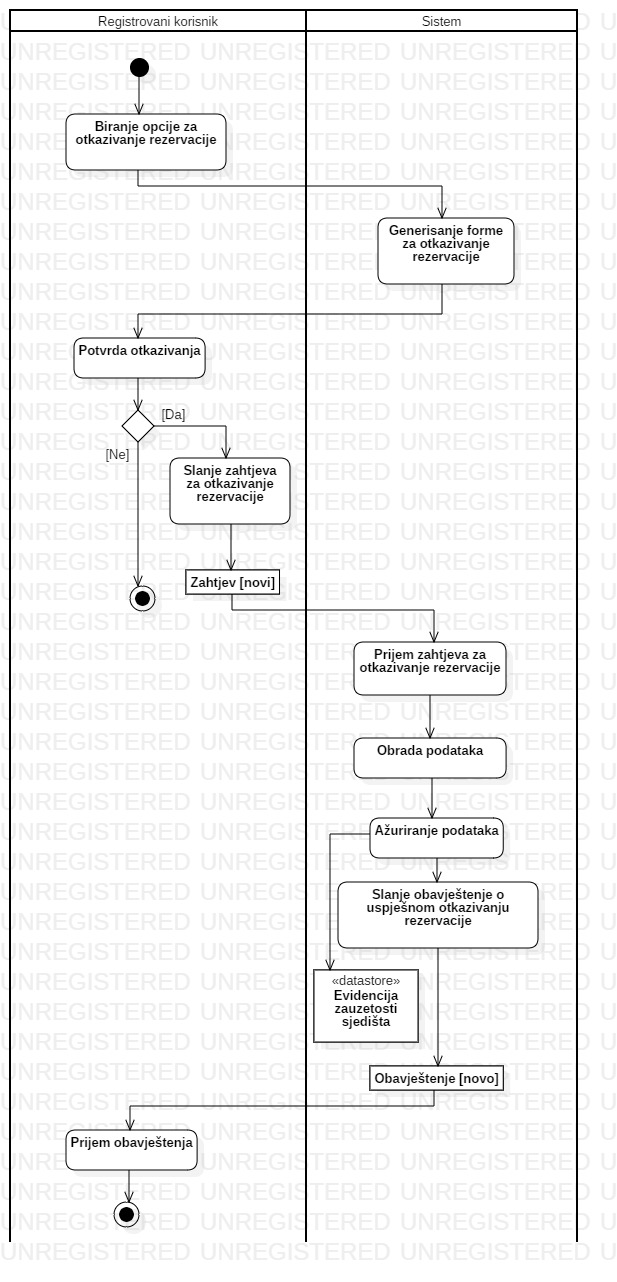 Registrovani korisnik
Sistem
Biranje opcije za
otkazivanje rezervacije
Generisanje forme
za otkazivanje
rezervacije
Potvrda otkazivanja
[Da]
[Ne]
Slanje zahtjeva
za otkazivanje
rezervacije
Zahtjev [novi]
Prijem zahtjeva za
otkazivanje rezervacije
Obrada podataka
Ažuriranje podataka
Slanje obavještenje o
uspješnom otkazivanju
rezervacije
«datastore»
Evidencija
zauzetosti
sjedišta
Obavještenje [novo]
Prijem obavještenja
UNREGISTERED